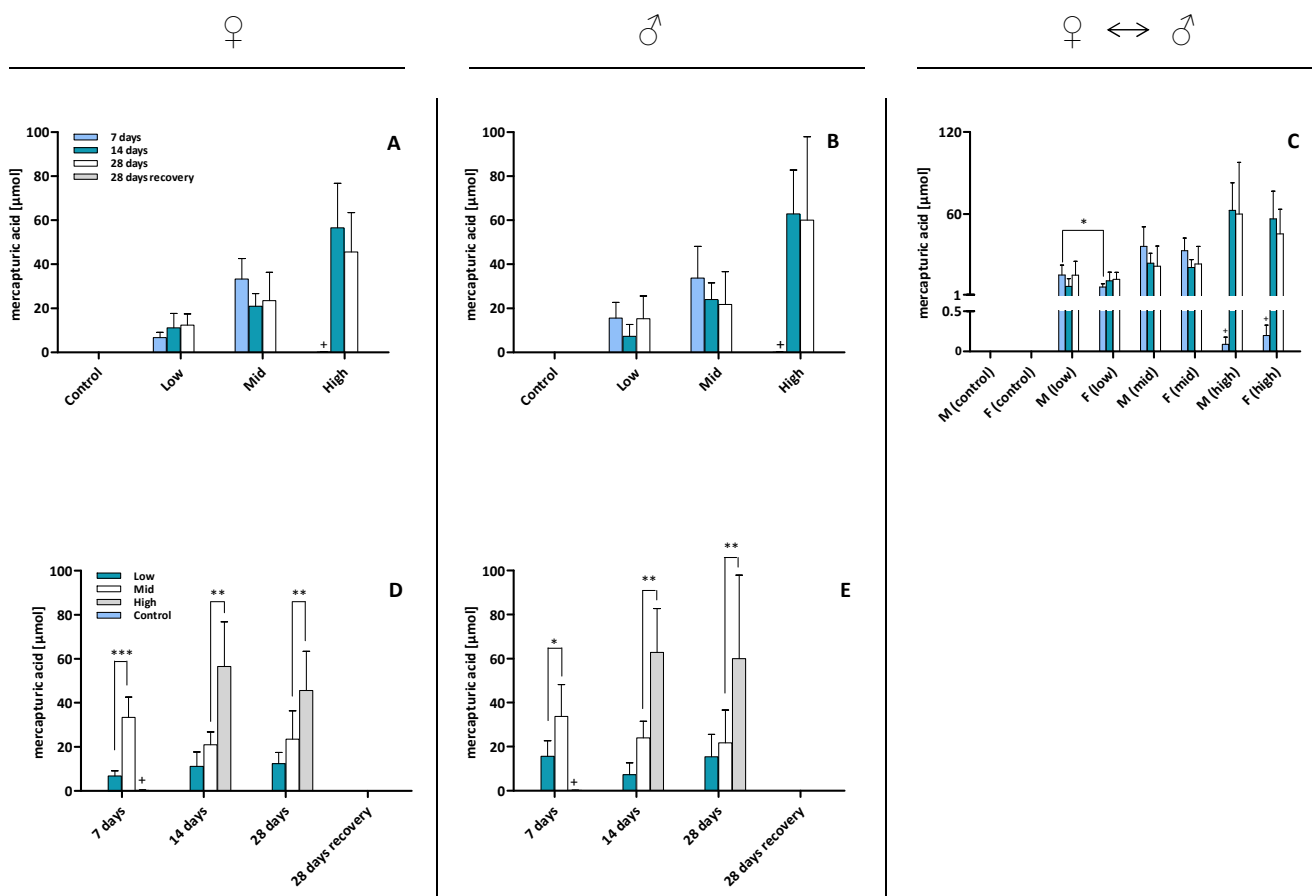 ♀
♂
♀ ↔ ♂
A
mercapturic acid [µmol]
100
80
60
40
20
0
7 days
14 days
28 days
28 days recovery
+
Control
Low
Mid
High
B
mercapturic acid [µmol]
100
80
60
40
20
0
+
Control
Low
Mid
High
C
mercapturic acid [µmol]
120
60
1
0.5
0
*
+
+
M (control)
F (control)
M (low)
F (low)
M (mid)
F (mid)
M (high)
F (high)
D
mercapturic acid [µmol]
100
80
60
40
20
0
Low
Mid
High
Control
***
+
**
**
7 days
14 days
28 days
28 days recovery
E
mercapturic acid [µmol]
100
80
60
40
20
0
*
+
**
**
7 days
14 days
28 days
28 days recovery